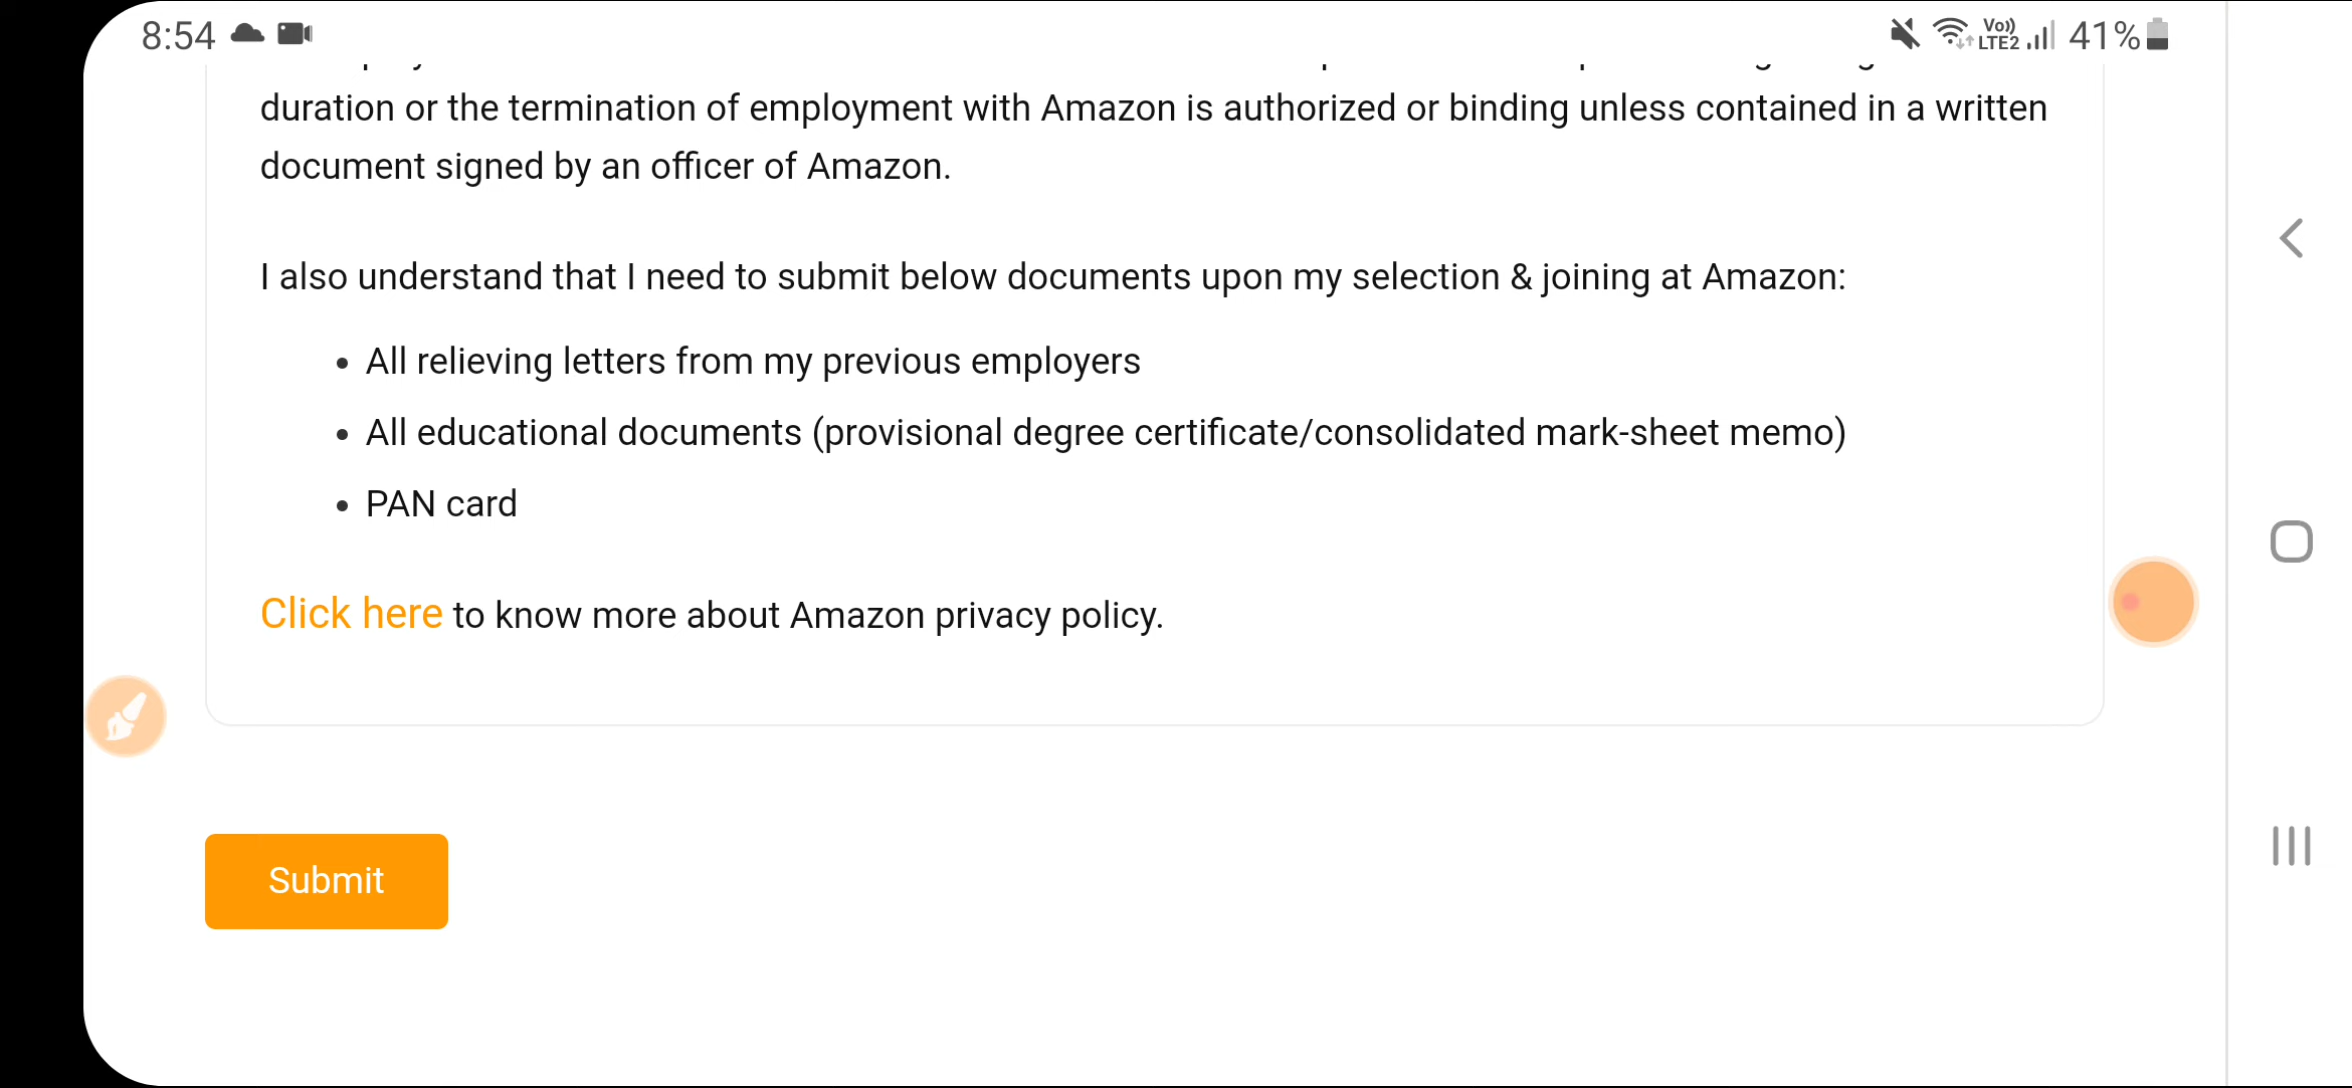 8:54
Vo)) LTE2 41%
duration or the termination of employment with Amazon is authorized or binding unless contained in a written
document signed by an officer of Amazon.
I also understand that I need to submit below documents upon my selection & joining at Amazon:
• All relieving letters from my previous employers
• All educational documents (provisional degree certificate/consolidated mark-sheet memo)
• PAN card
Click here to know more about Amazon privacy policy.
Submit